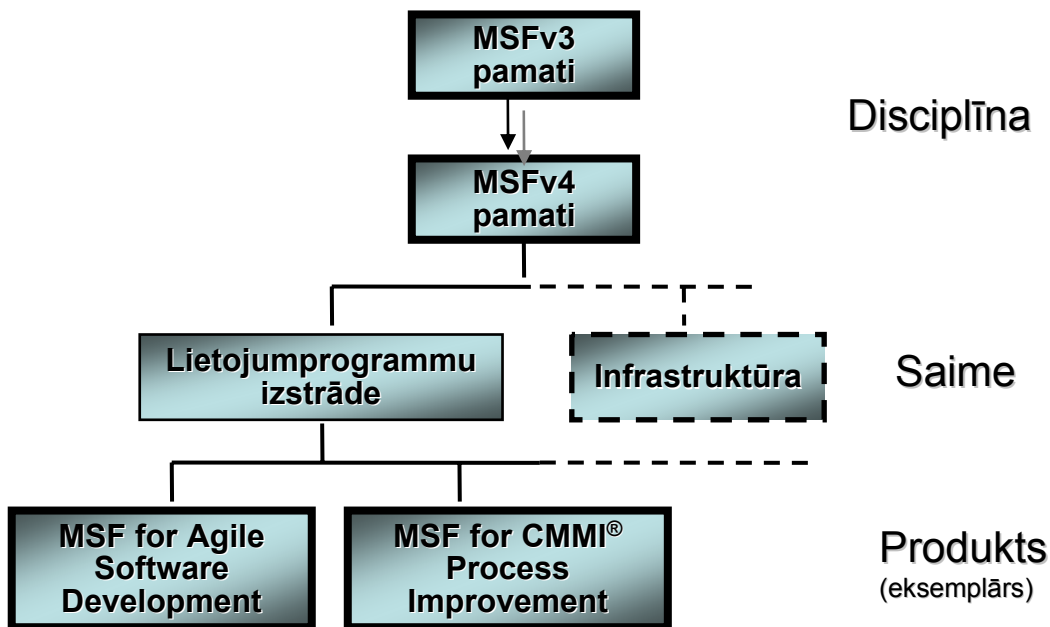 MSFv3
pamati
Disciplīna
MSFv4
pamati
Lietojumprogrammu
izstrāde
Infrastruktūra
Saime
MSF for Agile
Software
Development
MSF for CMMI®
Process
Improvement
Produkts
(eksemplārs)